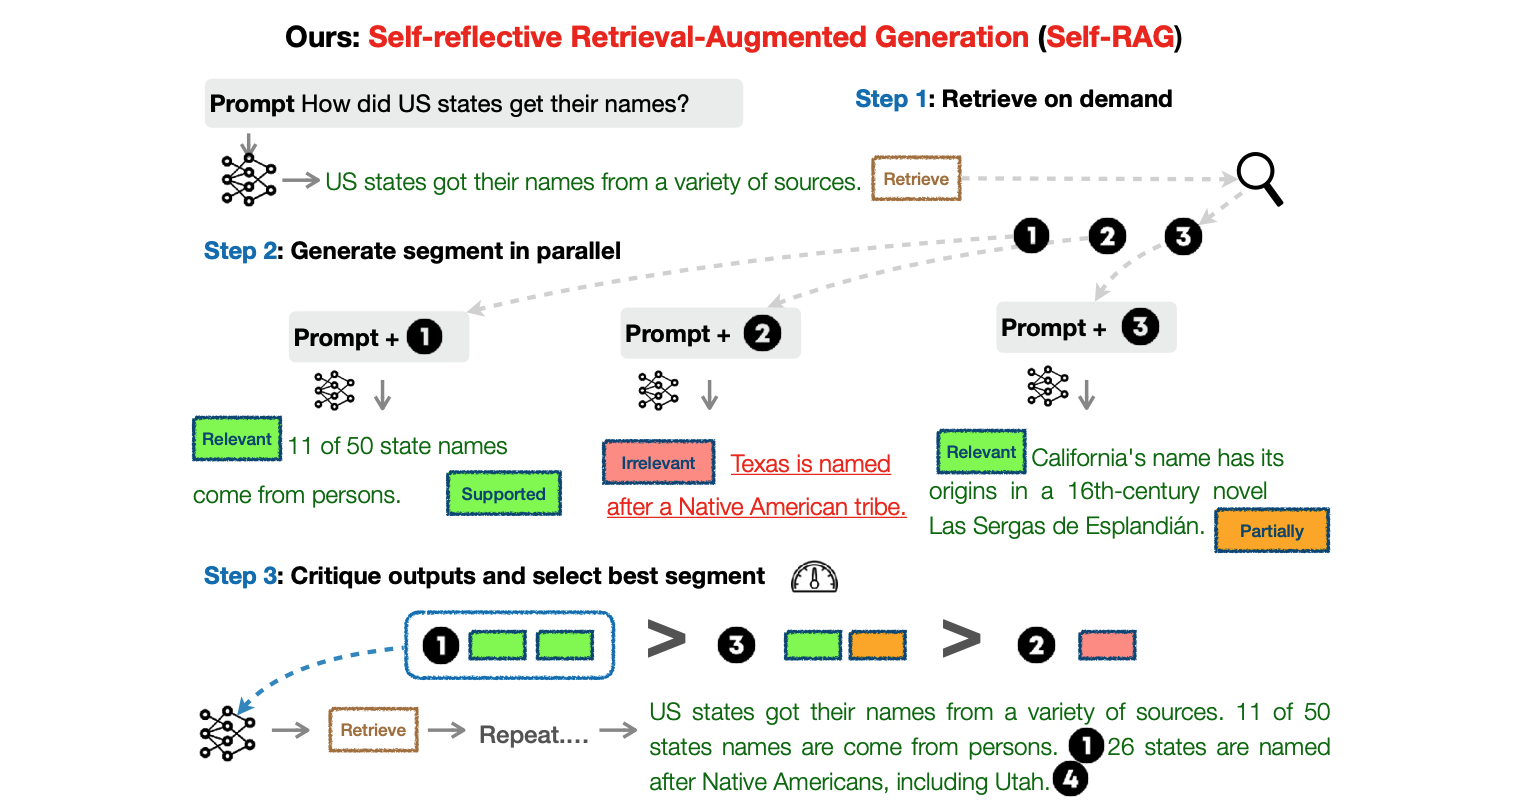 Ours: Self-reflective Retrieval-Augmented Generation (Self-RAG)
Prompt How did US states get their names?
Step 1: Retrieve on demand
US states got their names from a variety of sources. Retrieve
1 2 3
Step 2: Generate segment in parallel
Prompt + 1
Prompt + 2
Prompt + 3
Relevant 11 of 50 state names
come from persons. Supported
Irrelevant Texas is named
after a Native American tribe.
Relevant California's name has its
origins in a 16th-century novel
Las Sergas de Esplandián. Partially
Step 3: Critique outputs and select best segment
1 > 3 > 2
Retrieve
Repeat....
US states got their names from a variety of sources. 11 of 50
states names are come from persons. 1 26 states are named
after Native Americans, including Utah. 4